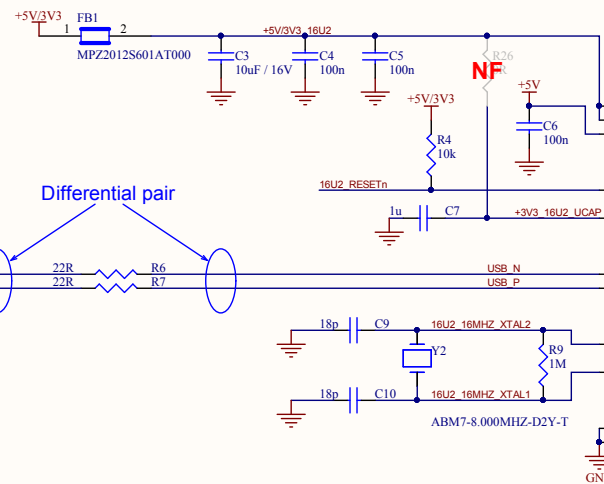 +5V/3V3
FB1
1
2
MPZ2012S601AT000
+5V/3V3_16U2
C3
10uF / 16V
C4
100n
C5
100n
R26
NF
+5V/3V3
+5V
C6
100n
R4
10k
16U2_RESETn
1u
C7
+3V3_16U2_UCAP
Differential pair
22R
R6
USB_N
22R
R7
USB_P
18p
C9
16U2_16MHZ_XTAL2
Y2
R9
1M
18p
C10
16U2_16MHZ_XTAL1
ABM7-8.000MHZ-D2Y-T
GN